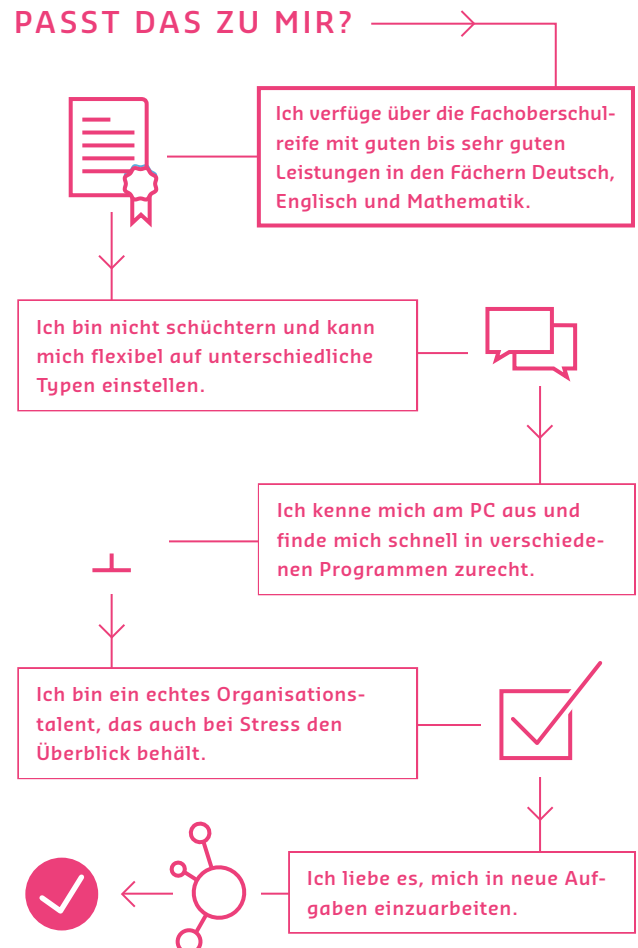 PASST DAS ZU MIR?
Ich verfüge über die Fachoberschul-
reife mit guten bis sehr guten
Leistungen in den Fächern Deutsch,
Englisch und Mathematik.
Ich bin nicht schüchtern und kann
mich flexibel auf unterschiedliche
Typen einstellen.
Ich kenne mich am PC aus und
finde mich schnell in verschiede-
nen Programmen zurecht.
Ich bin ein echtes Organisations-
talent, das auch bei Stress den
Überblick behält.
Ich liebe es, mich in neue Auf-
gaben einzuarbeiten.